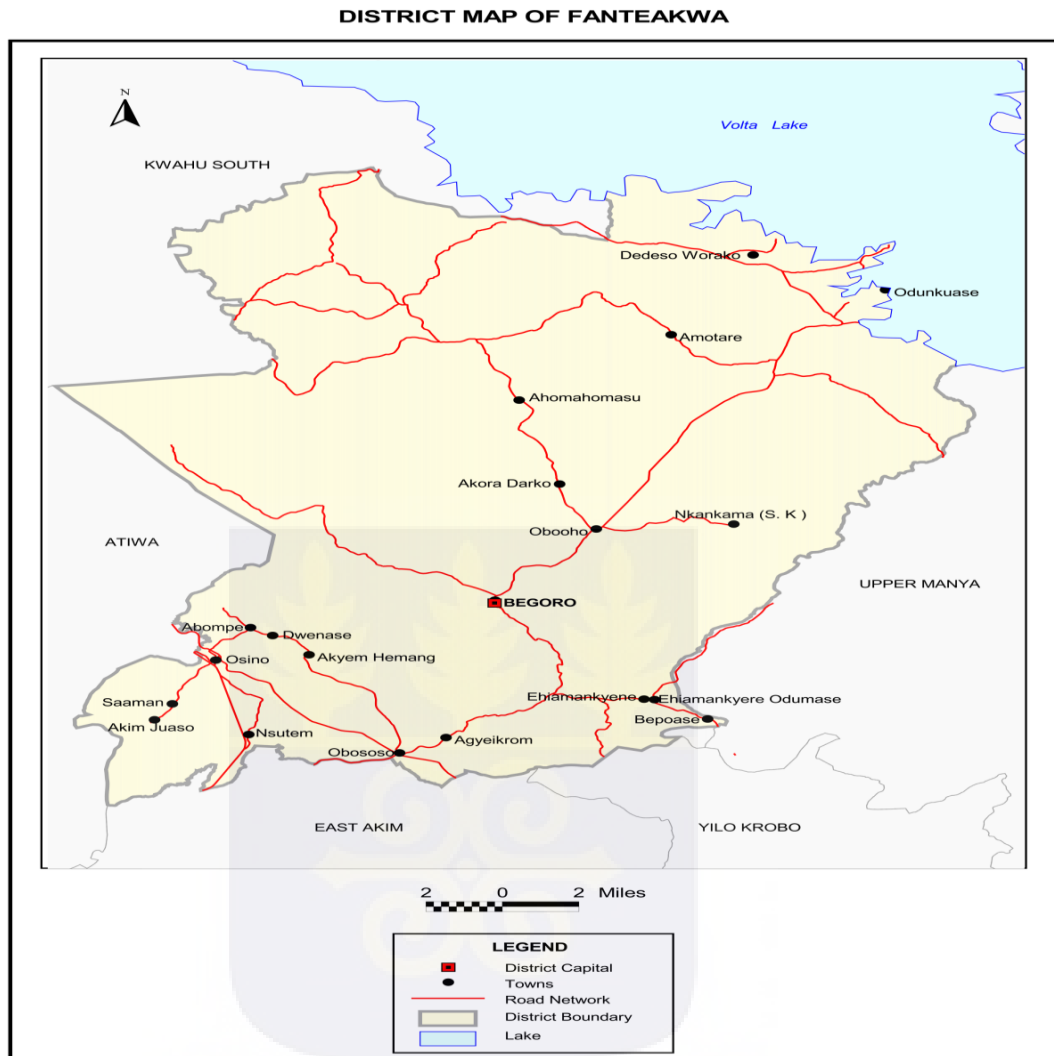 DISTRICT MAP OF FANTEAKWA
N
Volta Lake
KWAHU SOUTH
Dedeso Worako
Odunkuase
Amotare
Ahomahomasu
Akora Darko
Nkankama (S. K )
Obooho
ATIWA
UPPER MANYA
BEGORO
Abompe
Dwenase
Akyem Hemang
Osino
Ehiamankyene
Ehiamankyere Odumase
Saaman
Bepoase
Akim Juaso
Nsutem
Agyeikrom
Obososo
EAST AKIM
YILO KROBO
2 0 2 Miles
LEGEND
District Capital
Towns
Road Network
District Boundary
Lake